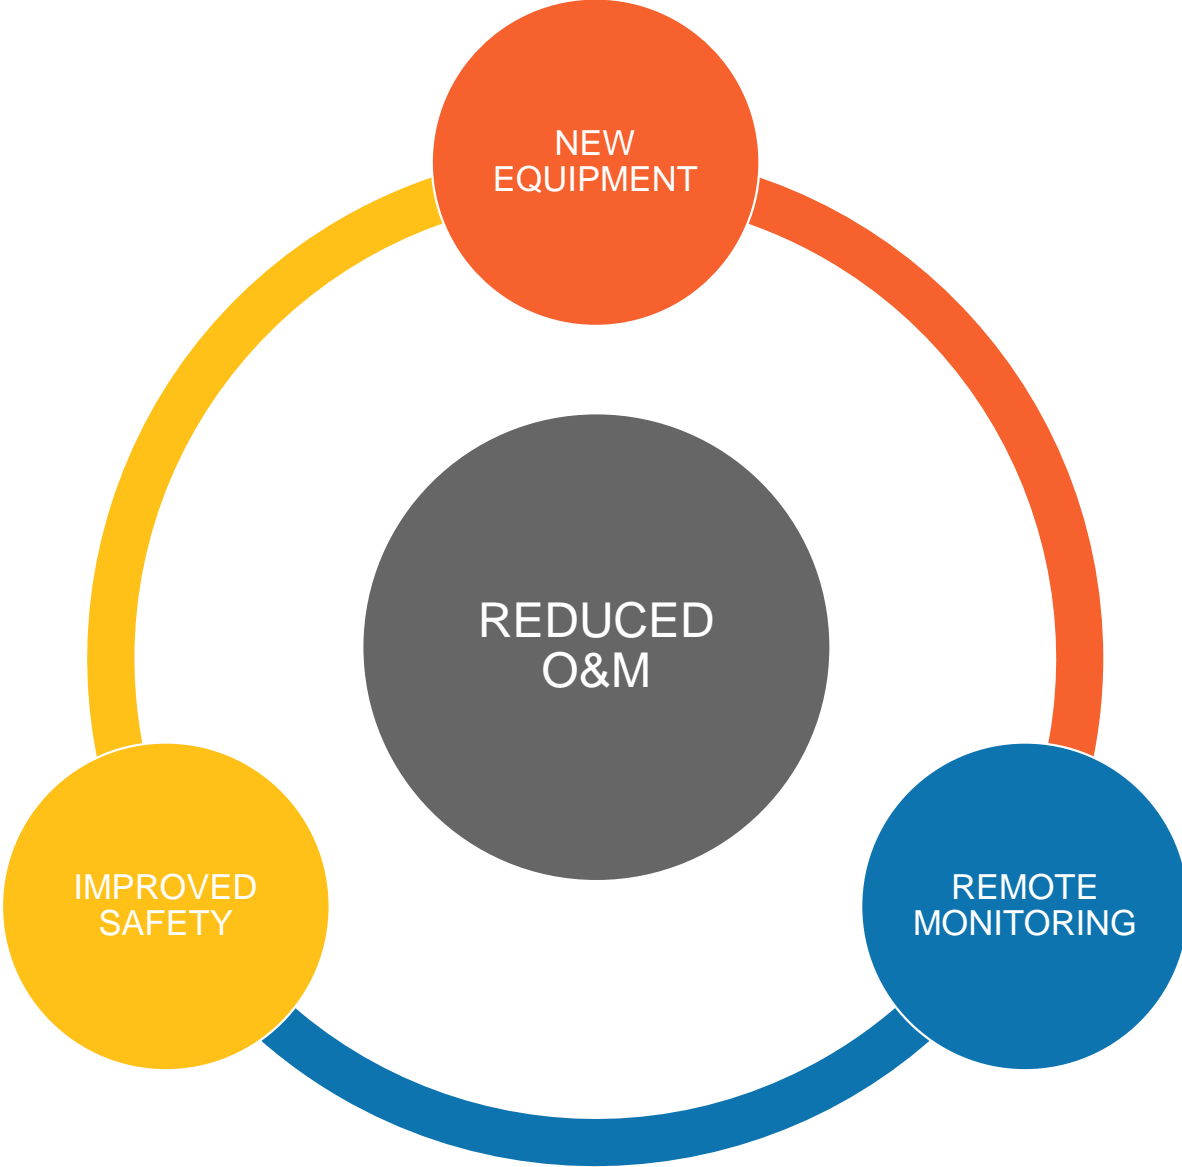 NEW
EQUIPMENT
REDUCED
O&M
IMPROVED
SAFETY
REMOTE
MONITORING